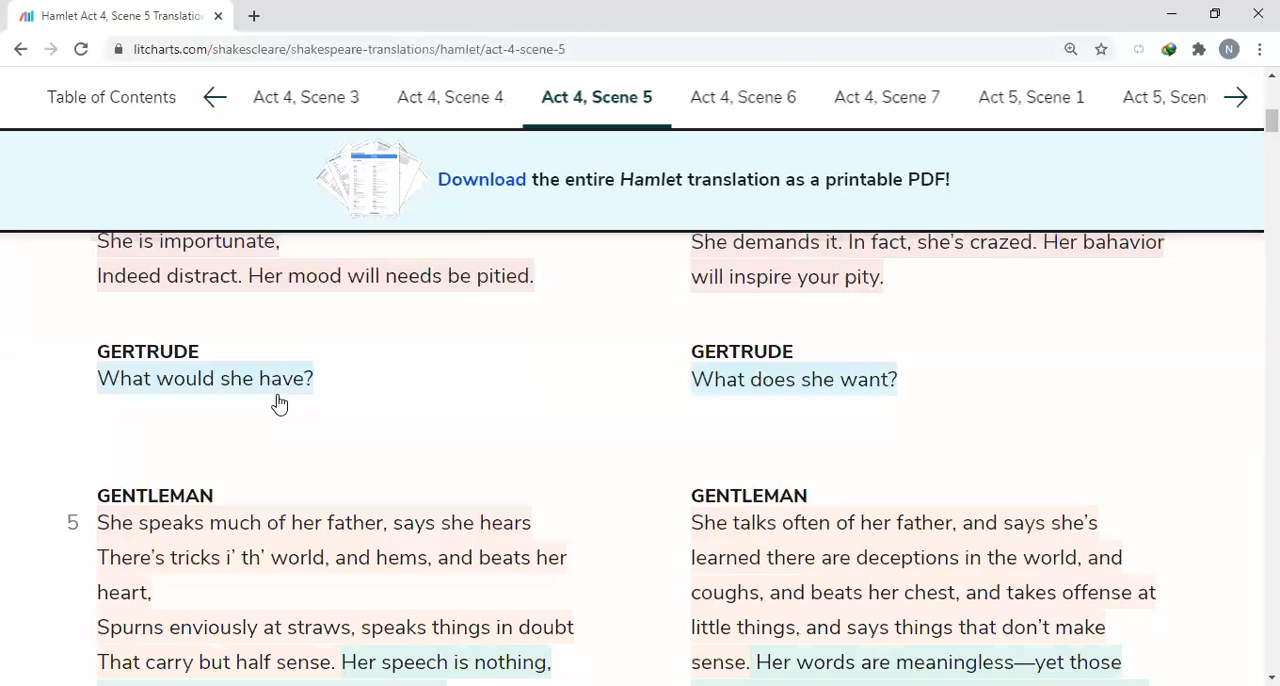 Hamlet Act 4, Scene 5 Translatio
litcharts.com/shakescleare/shakespeare-translations/hamlet/act-4-scene-5
N
Table of Contents
Act 4, Scene 3
Act 4, Scene 4
Act 4, Scene 5
Act 4, Scene 6
Act 4, Scene 7
Act 5, Scene 1
Act 5, Scen
Download the entire Hamlet translation as a printable PDF!
She is importunate,
Indeed distract. Her mood will needs be pitied.
She demands it. In fact, she's crazed. Her bahavior
will inspire your pity.
GERTRUDE
What would she have?
GERTRUDE
What does she want?
GENTLEMAN
5 She speaks much of her father, says she hears
There's tricks i' th' world, and hems, and beats her
heart,
Spurns enviously at straws, speaks things in doubt
That carry but half sense. Her speech is nothing,
GENTLEMAN
She talks often of her father, and says she's
learned there are deceptions in the world, and
coughs, and beats her chest, and takes offense at
little things, and says things that don't make
sense. Her words are meaningless—yet those